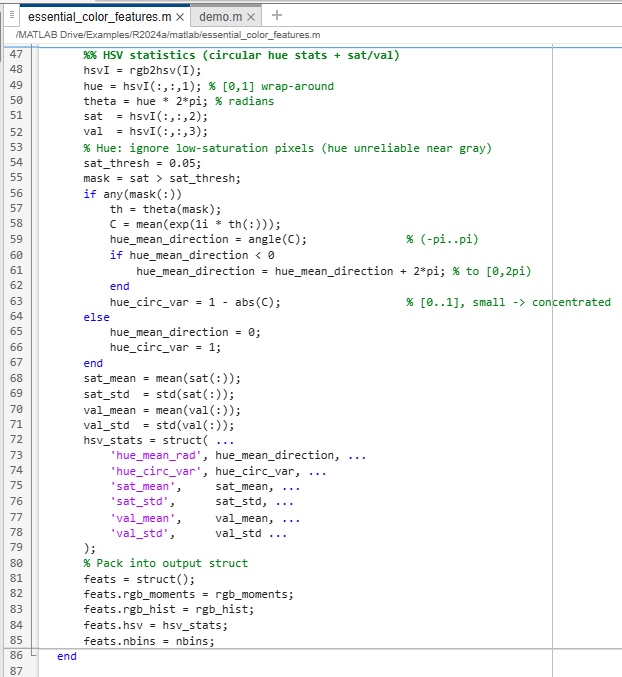 essential_color_features.m × demo.m × +
/MATLAB Drive/Examples/R2024a/matlab/essential_color_features.m
47 %% HSV statistics (circular hue stats + sat/val)
48 hsvI = rgb2hsv(I);
49 hue = hsvI(:,:,1); % [0,1] wrap-around
50 theta = hue * 2*pi; % radians
51 sat  = hsvI(:,:,2);
52 val  = hsvI(:,:,3);
53 % Hue: ignore low-saturation pixels (hue unreliable near gray)
54 sat_thresh = 0.05;
55 mask = sat > sat_thresh;
56 if any(mask(:))
57     th = theta(mask);
58     C = mean(exp(1i * th(:)));
59     hue_mean_direction = angle(C);               % (-pi..pi)
60     if hue_mean_direction < 0
61         hue_mean_direction = hue_mean_direction + 2*pi; % to [0,2pi)
62     end
63     hue_circ_var = 1 - abs(C);                   % [0..1], small -> concentrated
64 else
65     hue_mean_direction = 0;
66     hue_circ_var = 1;
67 end
68 sat_mean = mean(sat(:));
69 sat_std  = std(sat(:));
70 val_mean = mean(val(:));
71 val_std  = std(val(:));
72 hsv_stats = struct( ...
73     'hue_mean_rad', hue_mean_direction, ...
74     'hue_circ_var', hue_circ_var, ...
75     'sat_mean',     sat_mean, ...
76     'sat_std',      sat_std, ...
77     'val_mean',     val_mean, ...
78     'val_std',      val_std ...
79 );
80 % Pack into output struct
81 feats = struct();
82 feats.rgb_moments = rgb_moments;
83 feats.rgb_hist = rgb_hist;
84 feats.hsv = hsv_stats;
85 feats.nbins = nbins;
86 end
87